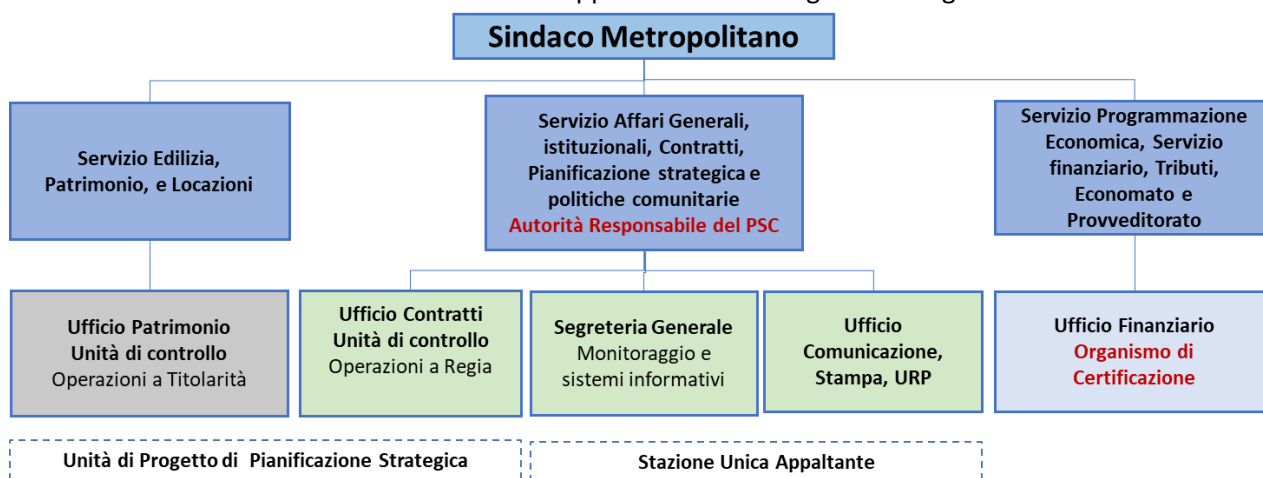 Sindaco Metropolitano
Servizio Edilizia,
Patrimonio, e Locazioni
Servizio Affari Generali,
istituzionali, Contratti,
Pianificazione strategica e
politiche comunitarie
Autorità Responsabile del PSC
Servizio Programmazione
Economica, Servizio
finanziario, Tributi,
Economato e
Provveditorato
Ufficio Patrimonio
Unità di controllo
Operazioni a Titolarità
Ufficio Contratti
Unità di controllo
Operazioni a Regia
Segreteria Generale
Monitoraggio e
sistemi informativi
Ufficio
Comunicazione,
Stampa, URP
Ufficio Finanziario
Organismo di
Certificazione
Unità di Progetto di Pianificazione Strategica
Stazione Unica Appaltante